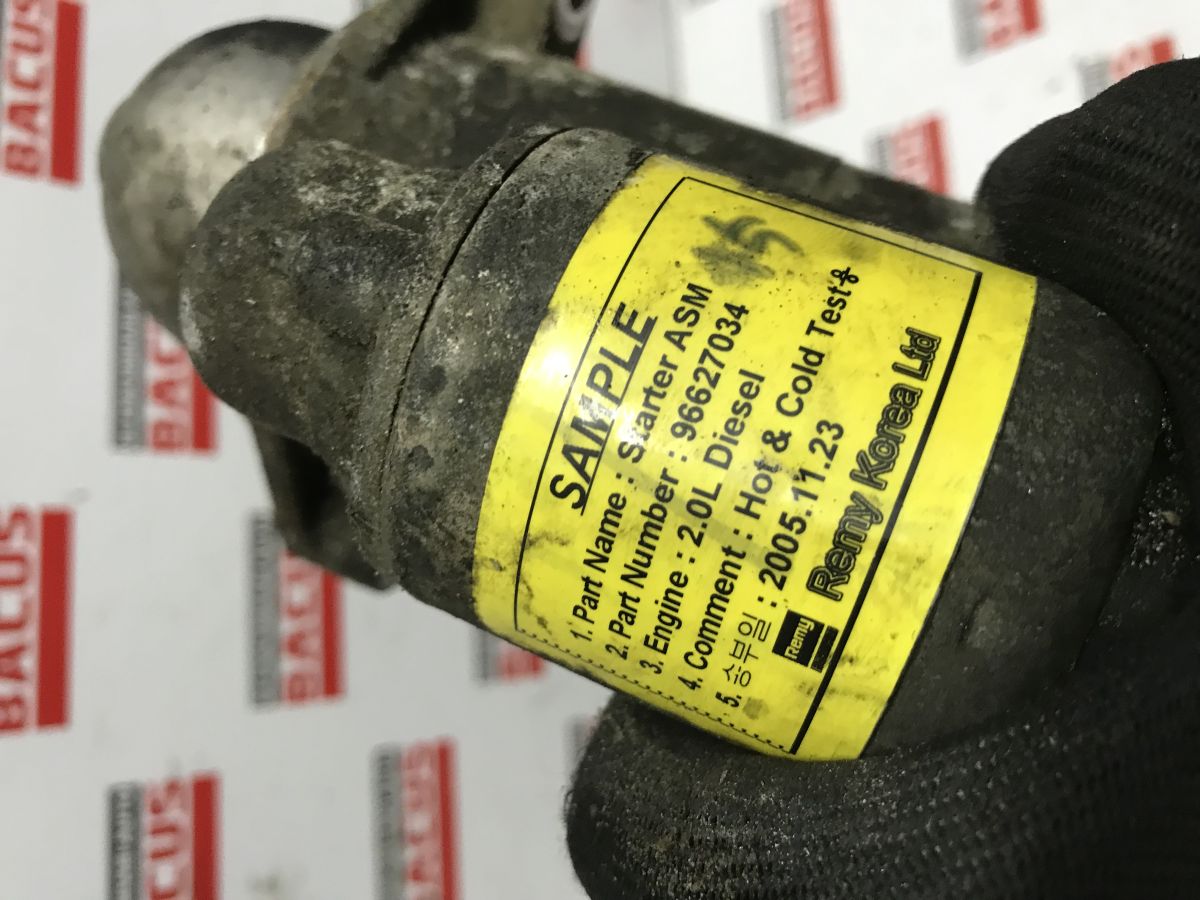 SAMPLE
1. Part Name : Starter ASM
2. Part Number : 96627034
3. Engine : 2.0L Diesel
4. Comment : Hot & Cold Test용
5. 송부일 : 2005.11.23
Remy
Remy Korea Ltd
BACUS
BACUS
BACUS
BACUS
BACUS
BACUS
BACUS